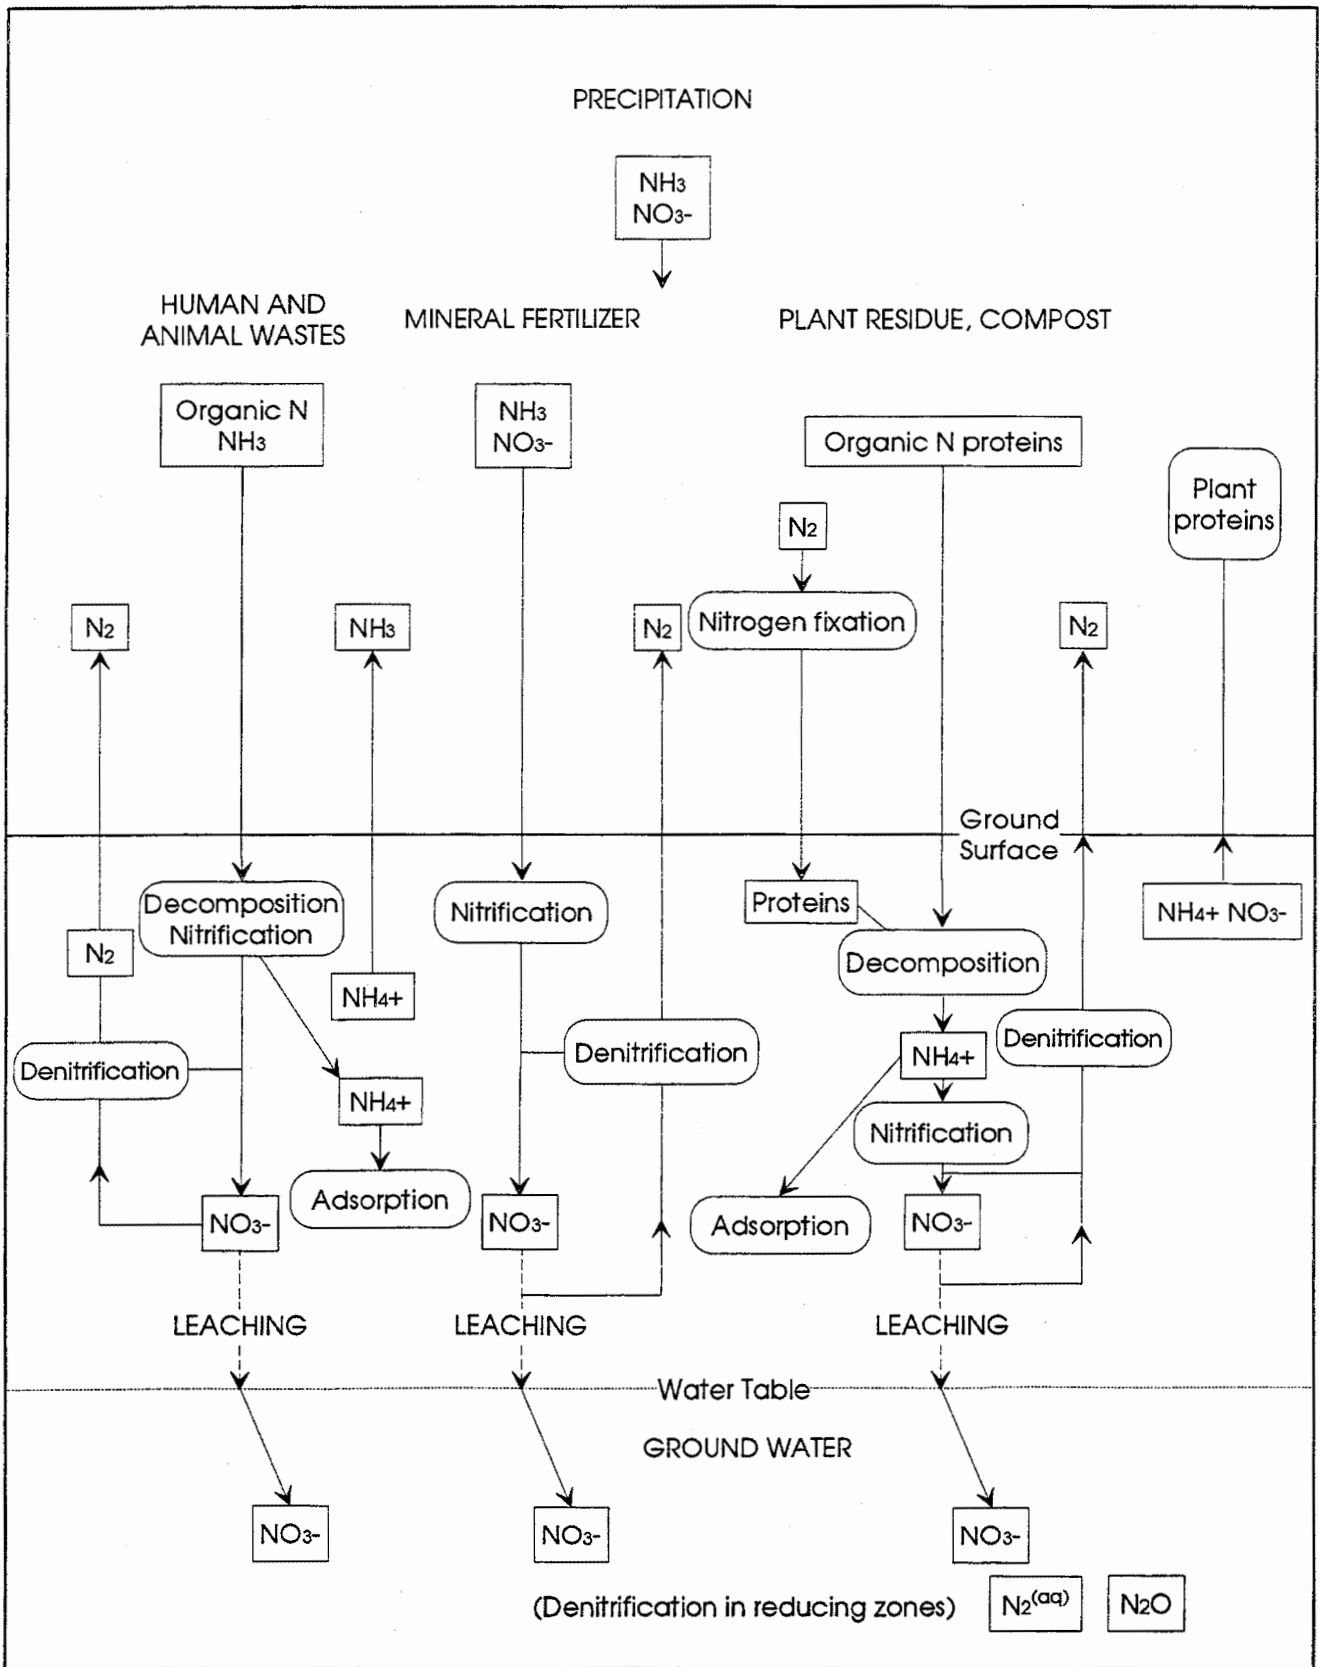 PRECIPITATION
NH3
NO3-
HUMAN AND
ANIMAL WASTES
MINERAL FERTILIZER
PLANT RESIDUE, COMPOST
Organic N
NH3
NH3
NO3-
Organic N proteins
Plant
proteins
N2
Nitrogen fixation
N2
NH3
N2
N2
Ground
Surface
Decomposition
Nitrification
Nitrification
Proteins
NH4+ NO3-
N2
Decomposition
NH4+
Denitrification
Denitrification
Denitrification
NH4+
NH4+
Nitrification
Adsorption
NO3-
NO3-
Adsorption
NO3-
LEACHING
LEACHING
LEACHING
Water Table
GROUND WATER
NO3-
NO3-
NO3-
(Denitrification in reducing zones)
N2(aq)
N2O